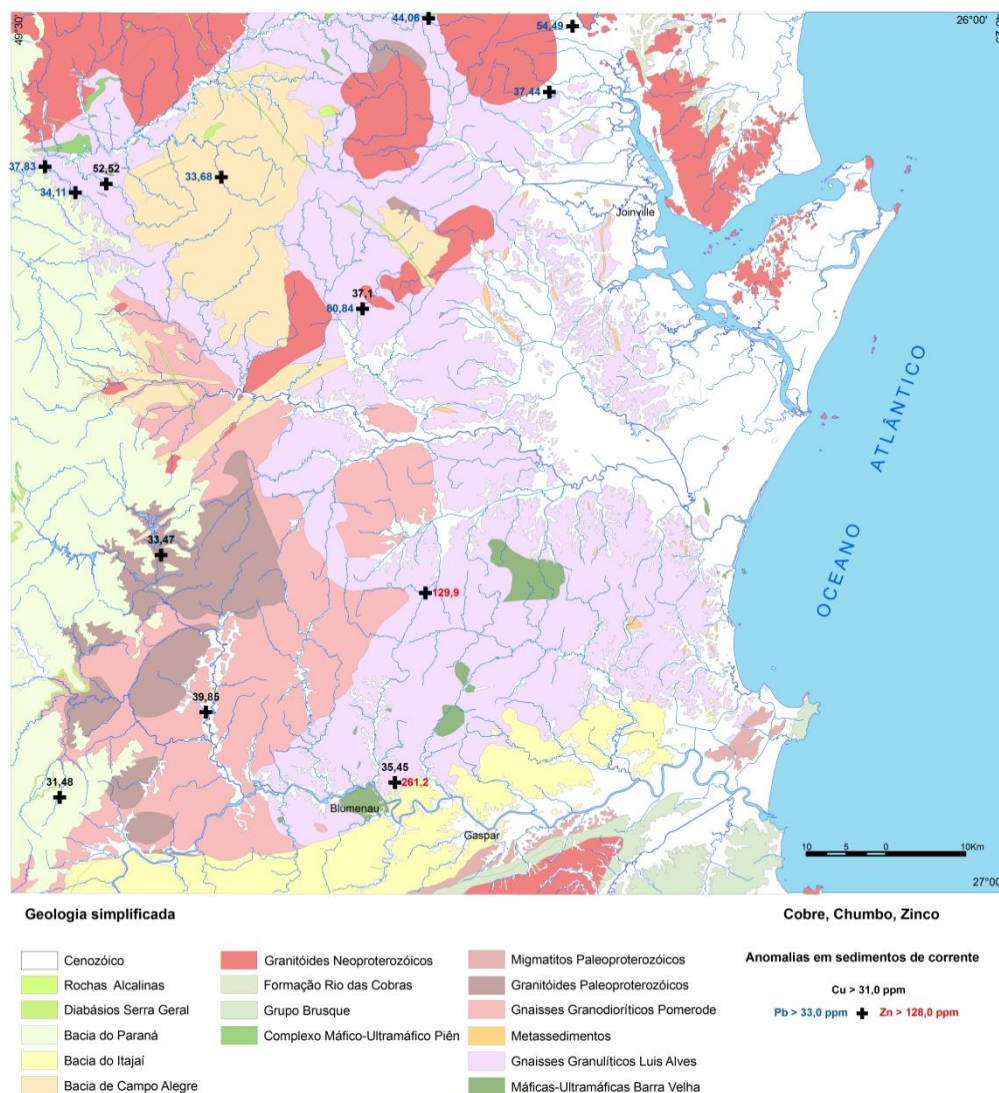 49°30'
44,06
54,49
26°00'
37,44
37,83
52,52
34,11
33,68
Joinville
37,1
60,84
OCEANO ATLÂNTICO
33,47
129,9
39,85
35,45
261,2
31,48
Blumenau
Gaspar
10 5 0 10Km
27°00'
Geologia simplificada
Cenozóico
Rochas Alcalinas
Diabásios Serra Geral
Bacia do Paraná
Bacia do Itajaí
Bacia de Campo Alegre
Granitóides Neoproterozóicos
Formação Rio das Cobras
Grupo Brusque
Complexo Máfico-Ultramáfico Piên
Migmatitos Paleoproterozóicos
Granitóides Paleoproterozóicos
Gnaisses Granodioríticos Pomerode
Metassedimentos
Gnaisses Granulíticos Luis Alves
Máficas-Ultramáficas Barra Velha
Cobre, Chumbo, Zinco
Anomalias em sedimentos de corrente
Cu > 31,0 ppm
Pb > 33,0 ppm Zn > 128,0 ppm